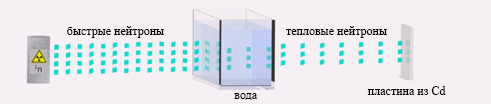 быстрые нейтроны
тепловые нейтроны
¹n
вода
пластина из Cd